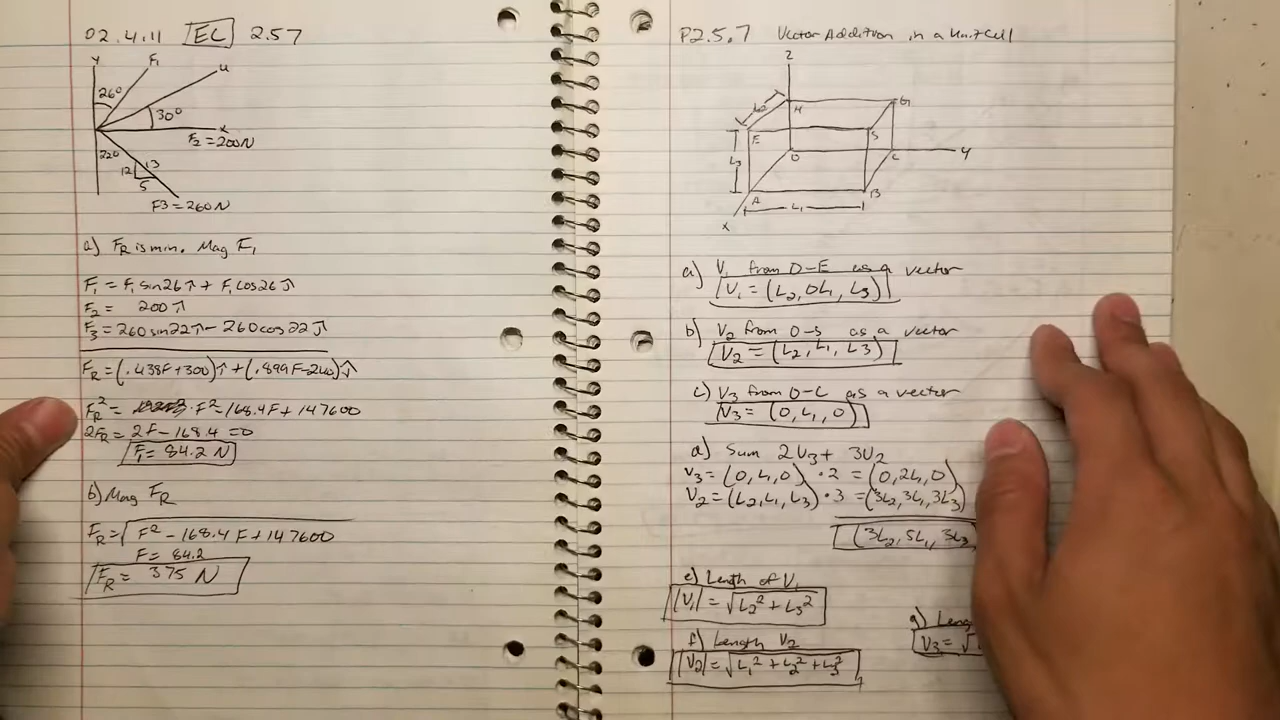 02.4.11 EC 2.57
Y
F1
u
26°
30°
x
F2 = 200N
22°
13
12
5
F3 = 260N
a) FR is min. Mag F1
F1 = F1 sin26 i + F1 cos26 j
F2 = 200 i
F3 = 260 sin22 i - 260 cos22 j
FR = (.438F+300) i + (.899F-240) j
FR² = F² - 168.4F + 147600
2FR = 2F - 168.4 = 0
F1 = 84.2 N
b) Mag FR
FR = √F² - 168.4 F + 147600
F = 84.2
FR = 375 N
P2.5.7 Vector Addition in a Unit Cell
Z
L2
H
G
E
S
L3
O
C
Y
A
B
L1
X
a) V1 from O-E as a vector
V1 = (L2, 0L1, L3)
b) V2 from O-S as a vector
V2 = (L2, L1, L3)
c) V3 from O-C as a vector
V3 = (0, L1, 0)
d) Sum 2V3 + 3V2
V3 = (0, L1, 0) · 2 = (0, 2L1, 0)
V2 = (L2, L1, L3) · 3 = (3L2, 3L1, 3L3)
(3L2, 5L1, 3L3
e) Length of V1
|V1| = √L2² + L3²
f) Length V2
|V2| = √L1² + L2² + L3²
g) Leng
V3 = √